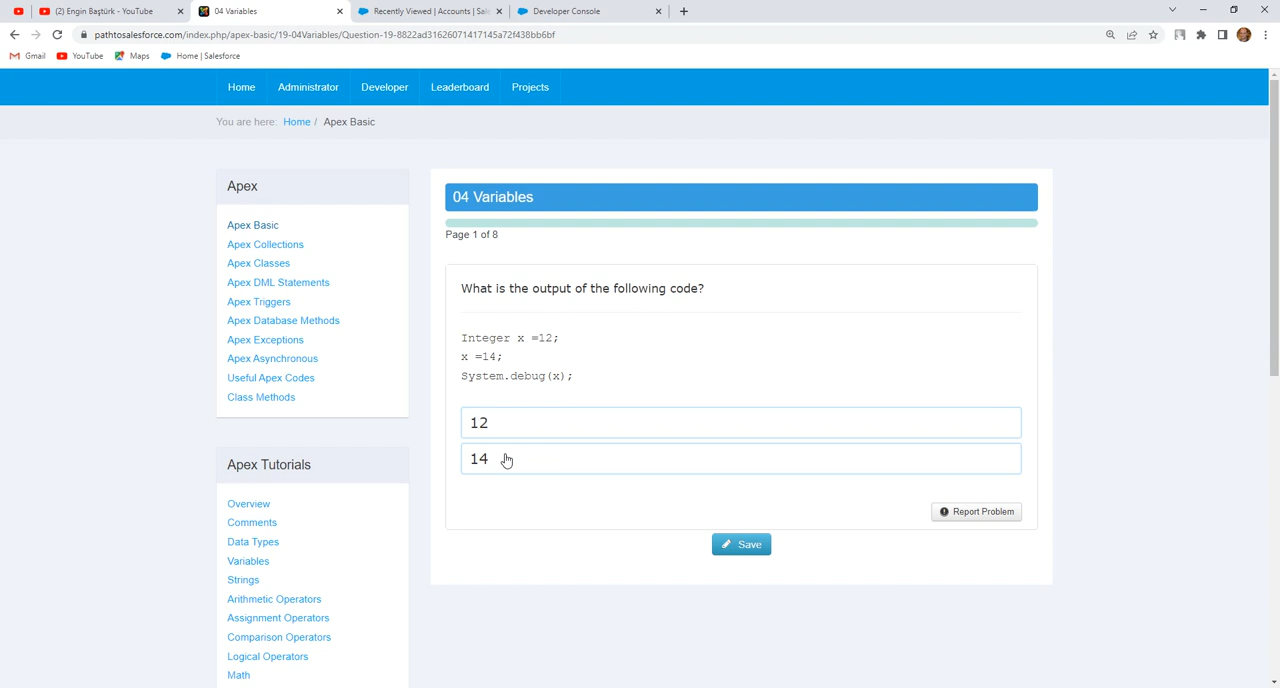 (2) Engin Baştürk - YouTube
04 Variables
Recently Viewed | Accounts | Sal
Developer Console
pathtosalesforce.com/index.php/apex-basic/19-04Variables/Question-19-8822ad31626071417145a72f438bb6bf
Gmail
YouTube
Maps
Home | Salesforce
Home
Administrator
Developer
Leaderboard
Projects
You are here: Home / Apex Basic
Apex
Apex Basic
Apex Collections
Apex Classes
Apex DML Statements
Apex Triggers
Apex Database Methods
Apex Exceptions
Apex Asynchronous
Useful Apex Codes
Class Methods
Apex Tutorials
Overview
Comments
Data Types
Variables
Strings
Arithmetic Operators
Assignment Operators
Comparison Operators
Logical Operators
Math
04 Variables
Page 1 of 8
What is the output of the following code?
Integer x =12;
x =14;
System.debug(x);
12
14
Report Problem
Save